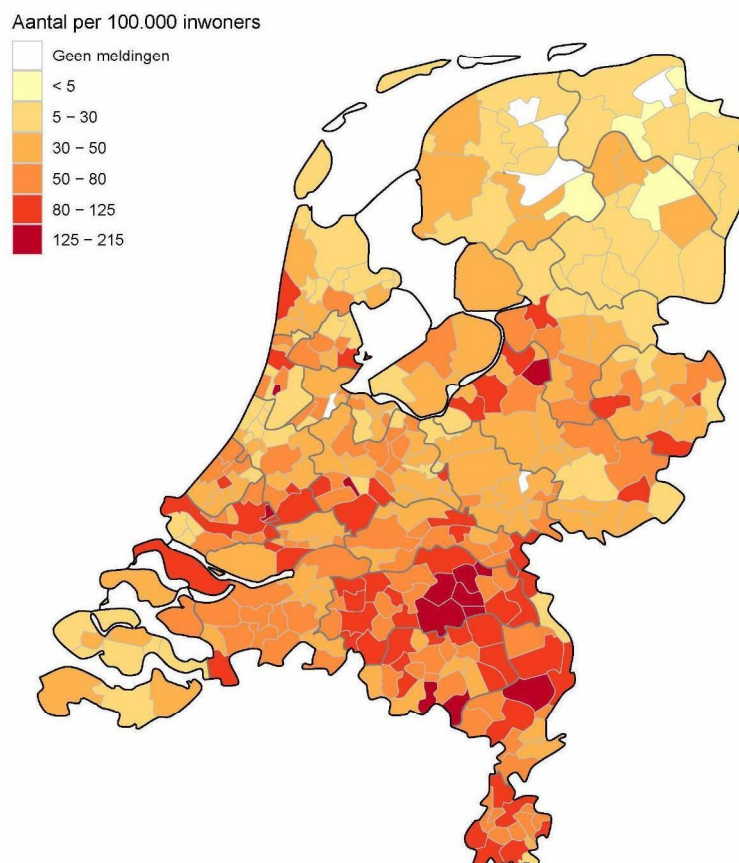 Aantal per 100.000 inwoners
Geen meldingen
< 5
5 – 30
30 – 50
50 – 80
80 – 125
125 – 215